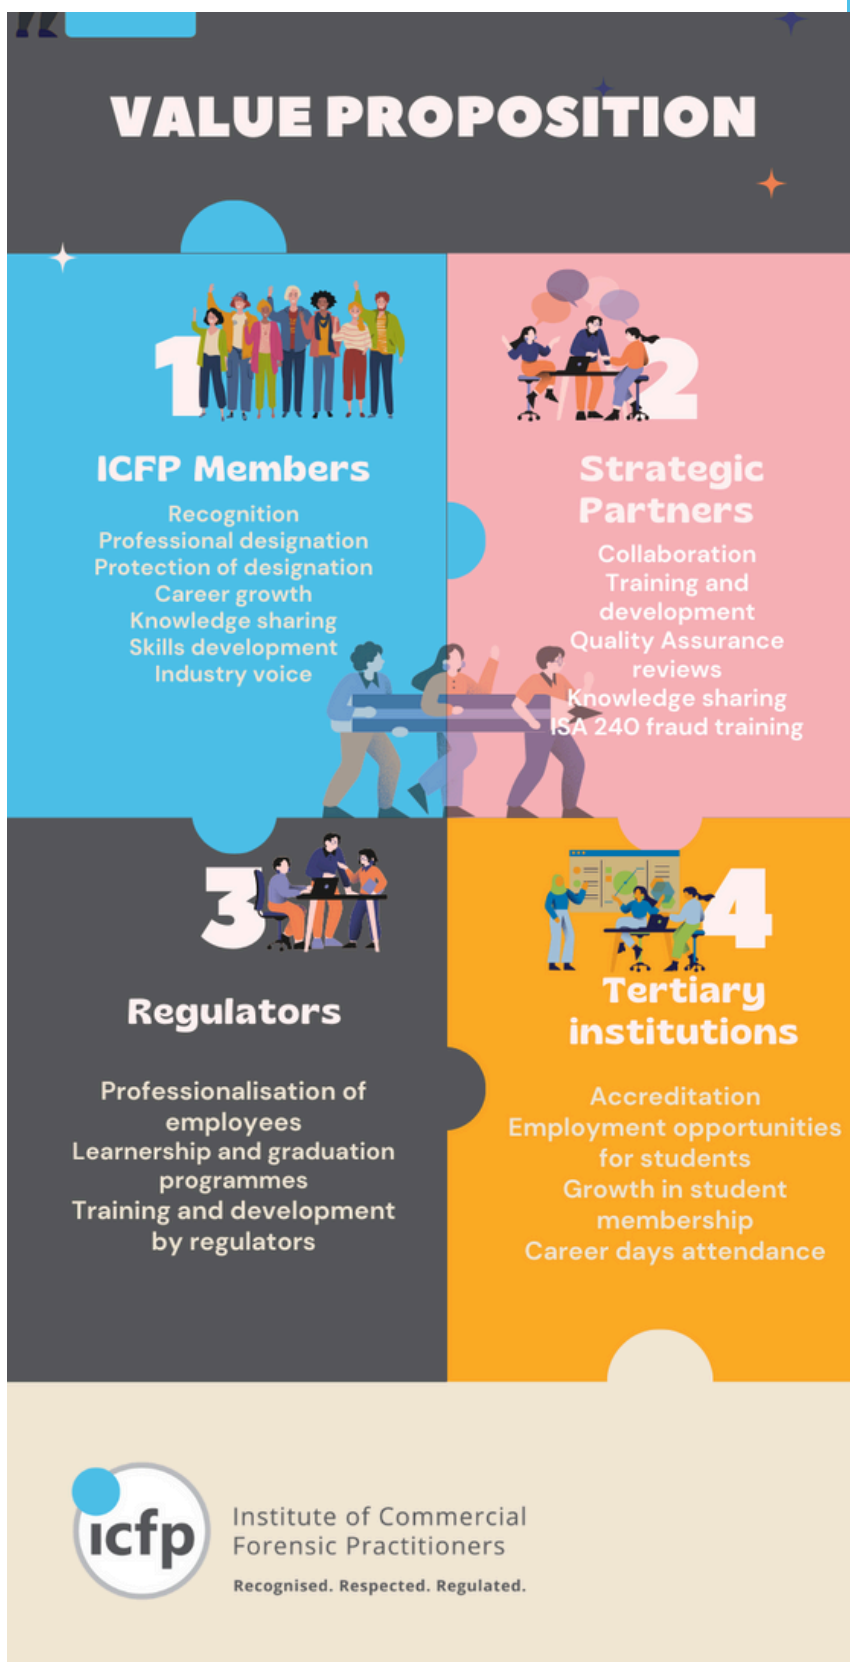 VALUE PROPOSITION
1
ICFP Members
Recognition
Professional designation
Protection of designation
Career growth
Knowledge sharing
Skills development
Industry voice
2
Strategic
Partners
Collaboration
Training and
development
Quality Assurance
reviews
Knowledge sharing
ISA 240 fraud training
3
Regulators
Professionalisation of
employees
Learnership and graduation
programmes
Training and development
by regulators
4
Tertiary
institutions
Accreditation
Employment opportunities
for students
Growth in student
membership
Career days attendance
icfp
Institute of Commercial
Forensic Practitioners
Recognised. Respected. Regulated.